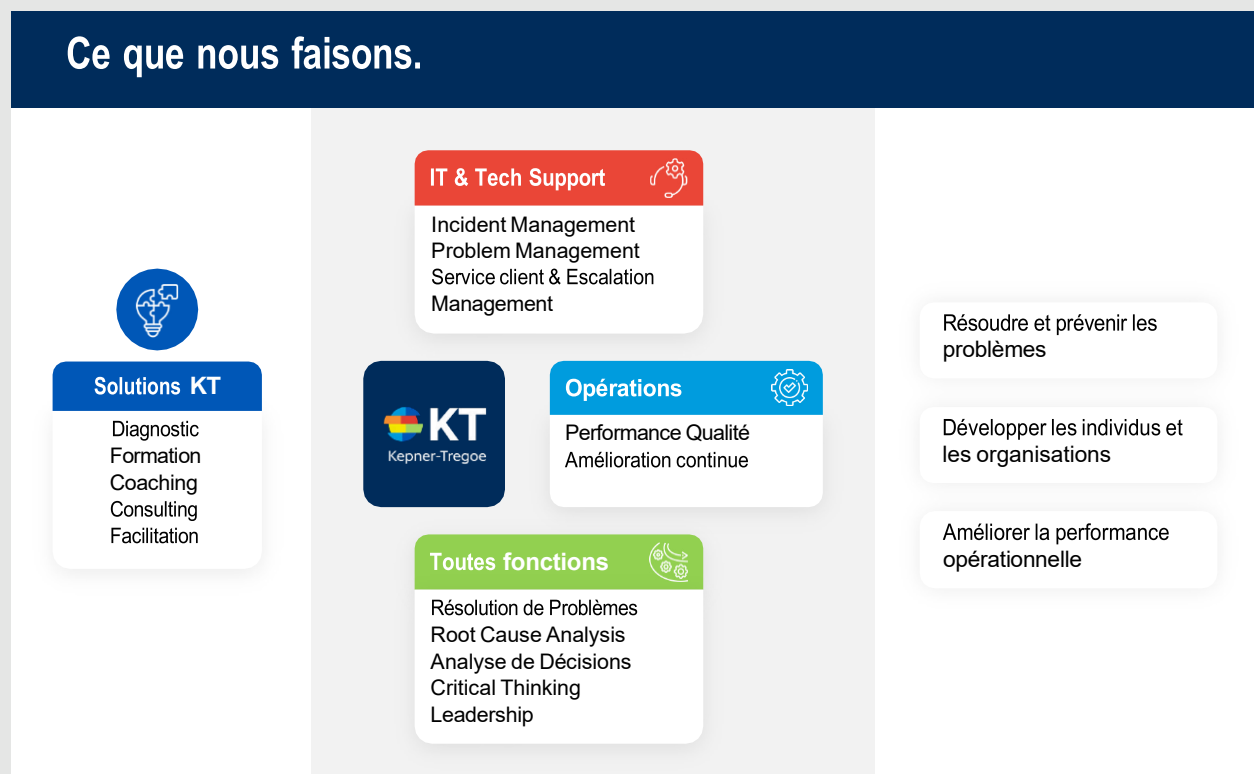 Ce que nous faisons.
Solutions KT
Diagnostic
Formation
Coaching
Consulting
Facilitation
IT & Tech Support
Incident Management
Problem Management
Service client & Escalation
Management
KT
Kepner-Tregoe
Opérations
Performance Qualité
Amélioration continue
Toutes fonctions
Résolution de Problèmes
Root Cause Analysis
Analyse de Décisions
Critical Thinking
Leadership
Résoudre et prévenir les
problèmes
Développer les individus et
les organisations
Améliorer la performance
opérationnelle